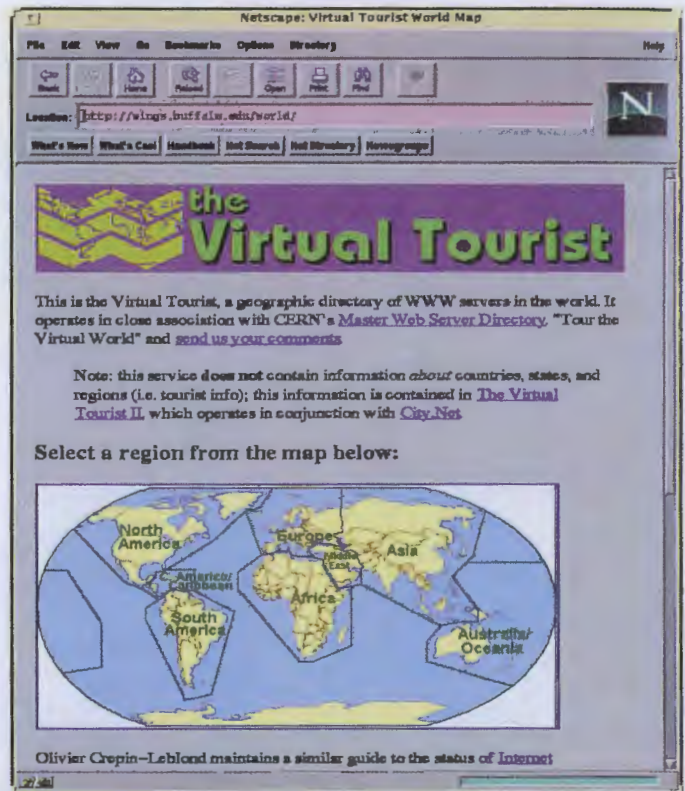 Netscape: Virtual Tourist World Map
File Edit View Go Bookmarks Options Directory Help
Back Home Reload Open Print Find
Location: http://wings.buffalo.edu/world/
What's New What's Cool Handbook Net Search Net Directory Newsgroups
N
the
Virtual Tourist
This is the Virtual Tourist, a geographic directory of WWW servers in the world. It
operates in close association with CERN's Master Web Server Directory. "Tour the
Virtual World" and send us your comments
Note: this service does not contain information about countries, states, and
regions (i.e. tourist info); this information is contained in The Virtual
Tourist II, which operates in conjunction with City.Net
Select a region from the map below:
North
America
Europe
Asia
Middle
East
C. America/
Caribbean
Africa
South
America
Australia/
Oceania
Olivier Crepin-Leblond maintains a similar guide to the status of Internet